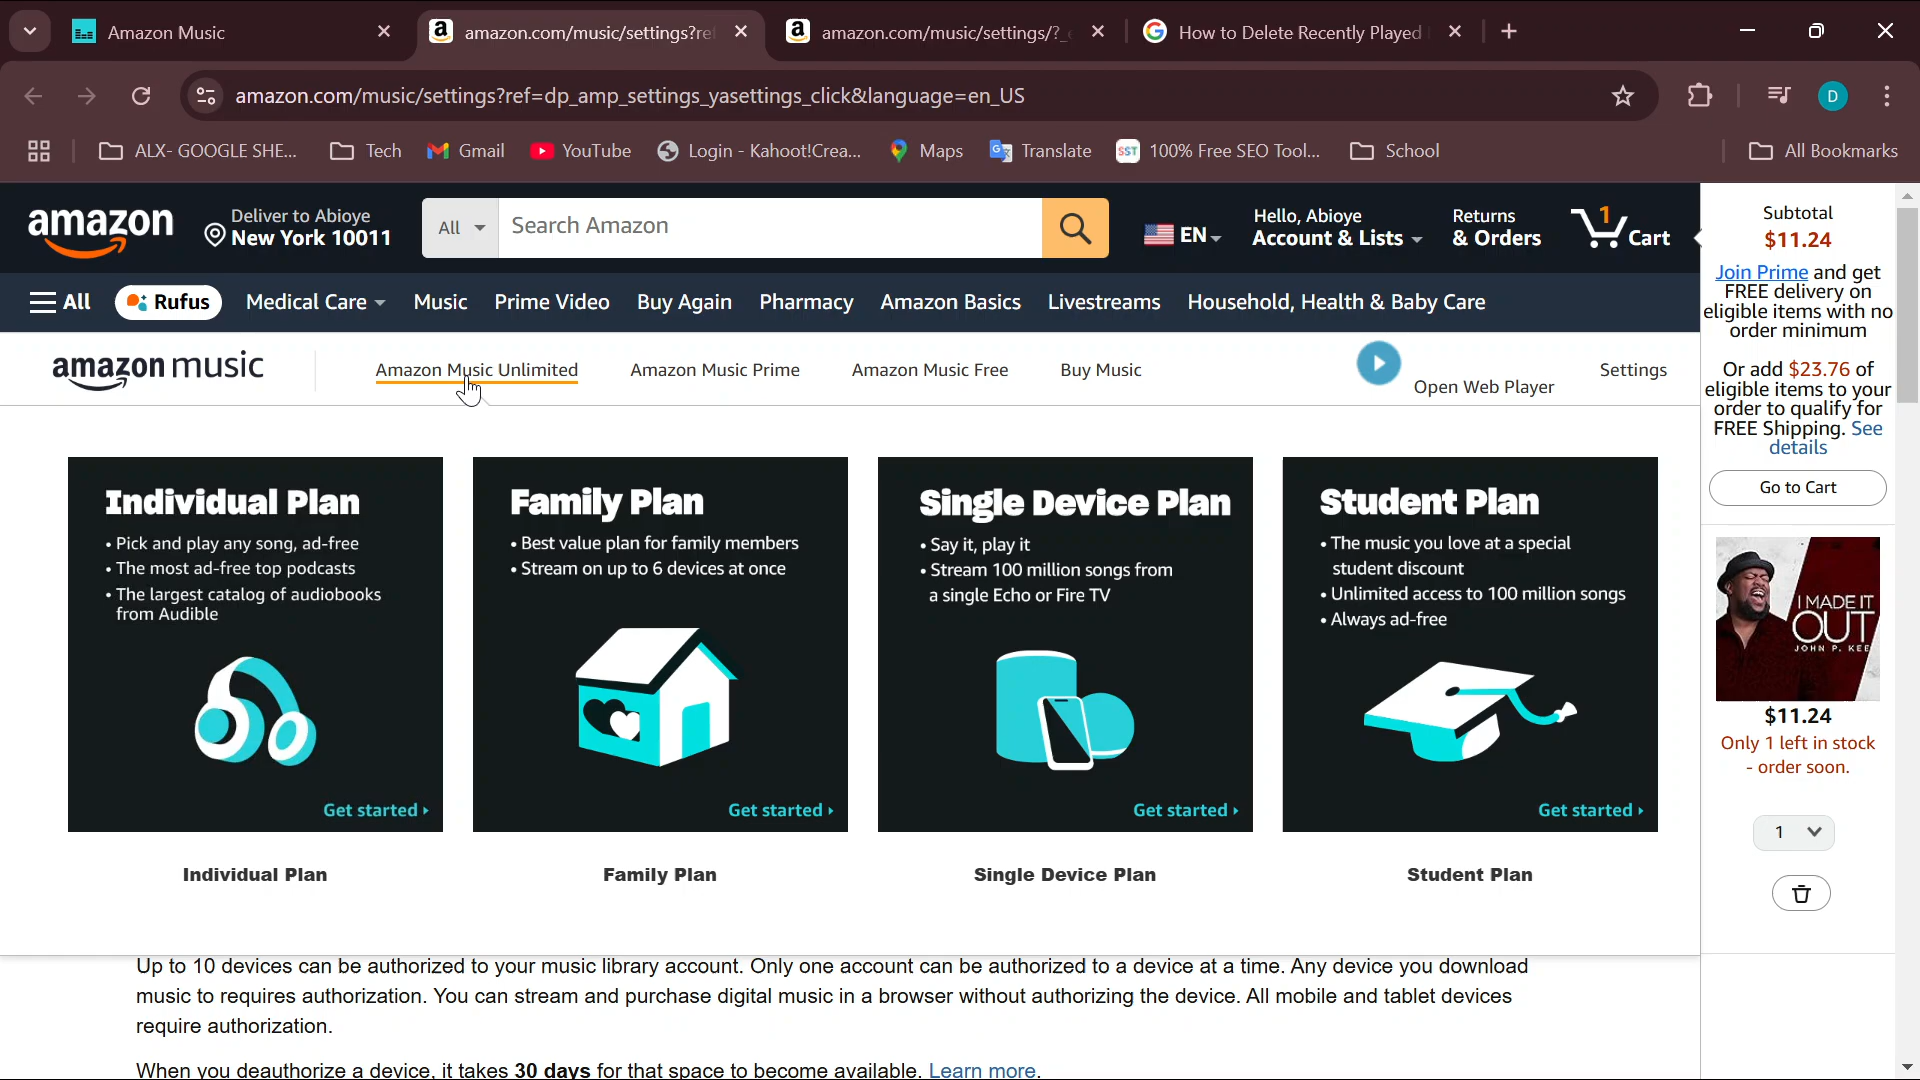 Amazon Music
amazon.com/music/settings?re
amazon.com/music/settings/?_
How to Delete Recently Played
amazon.com/music/settings?ref=dp_amp_settings_yasettings_click&language=en_US
D
ALX- GOOGLE SHE...
Tech
Gmail
YouTube
Login - Kahoot!Crea...
Maps
Translate
SST
100% Free SEO Tool...
School
All Bookmarks
amazon
Deliver to Abioye
New York 10011
All
Search Amazon
EN
Hello, Abioye
Account & Lists
Returns
& Orders
1
Cart
All
Rufus
Medical Care
Music
Prime Video
Buy Again
Pharmacy
Amazon Basics
Livestreams
Household, Health & Baby Care
amazon music
Amazon Music Unlimited
Amazon Music Prime
Amazon Music Free
Buy Music
Open Web Player
Settings
Individual Plan
• Pick and play any song, ad-free
• The most ad-free top podcasts
• The largest catalog of audiobooks
from Audible
Get started
Individual Plan
Family Plan
• Best value plan for family members
• Stream on up to 6 devices at once
Get started
Family Plan
Single Device Plan
• Say it, play it
• Stream 100 million songs from
a single Echo or Fire TV
Get started
Single Device Plan
Student Plan
• The music you love at a special
student discount
• Unlimited access to 100 million songs
• Always ad-free
Get started
Student Plan
Up to 10 devices can be authorized to your music library account. Only one account can be authorized to a device at a time. Any device you download
music to requires authorization. You can stream and purchase digital music in a browser without authorizing the device. All mobile and tablet devices
require authorization.
When you deauthorize a device, it takes 30 days for that space to become available. Learn more.
Subtotal
$11.24
Join Prime and get
FREE delivery on
eligible items with no
order minimum
Or add $23.76 of
eligible items to your
order to qualify for
FREE Shipping. See
details
Go to Cart
I MADE IT
OUT
JOHN P. KEE
$11.24
Only 1 left in stock
- order soon.
1